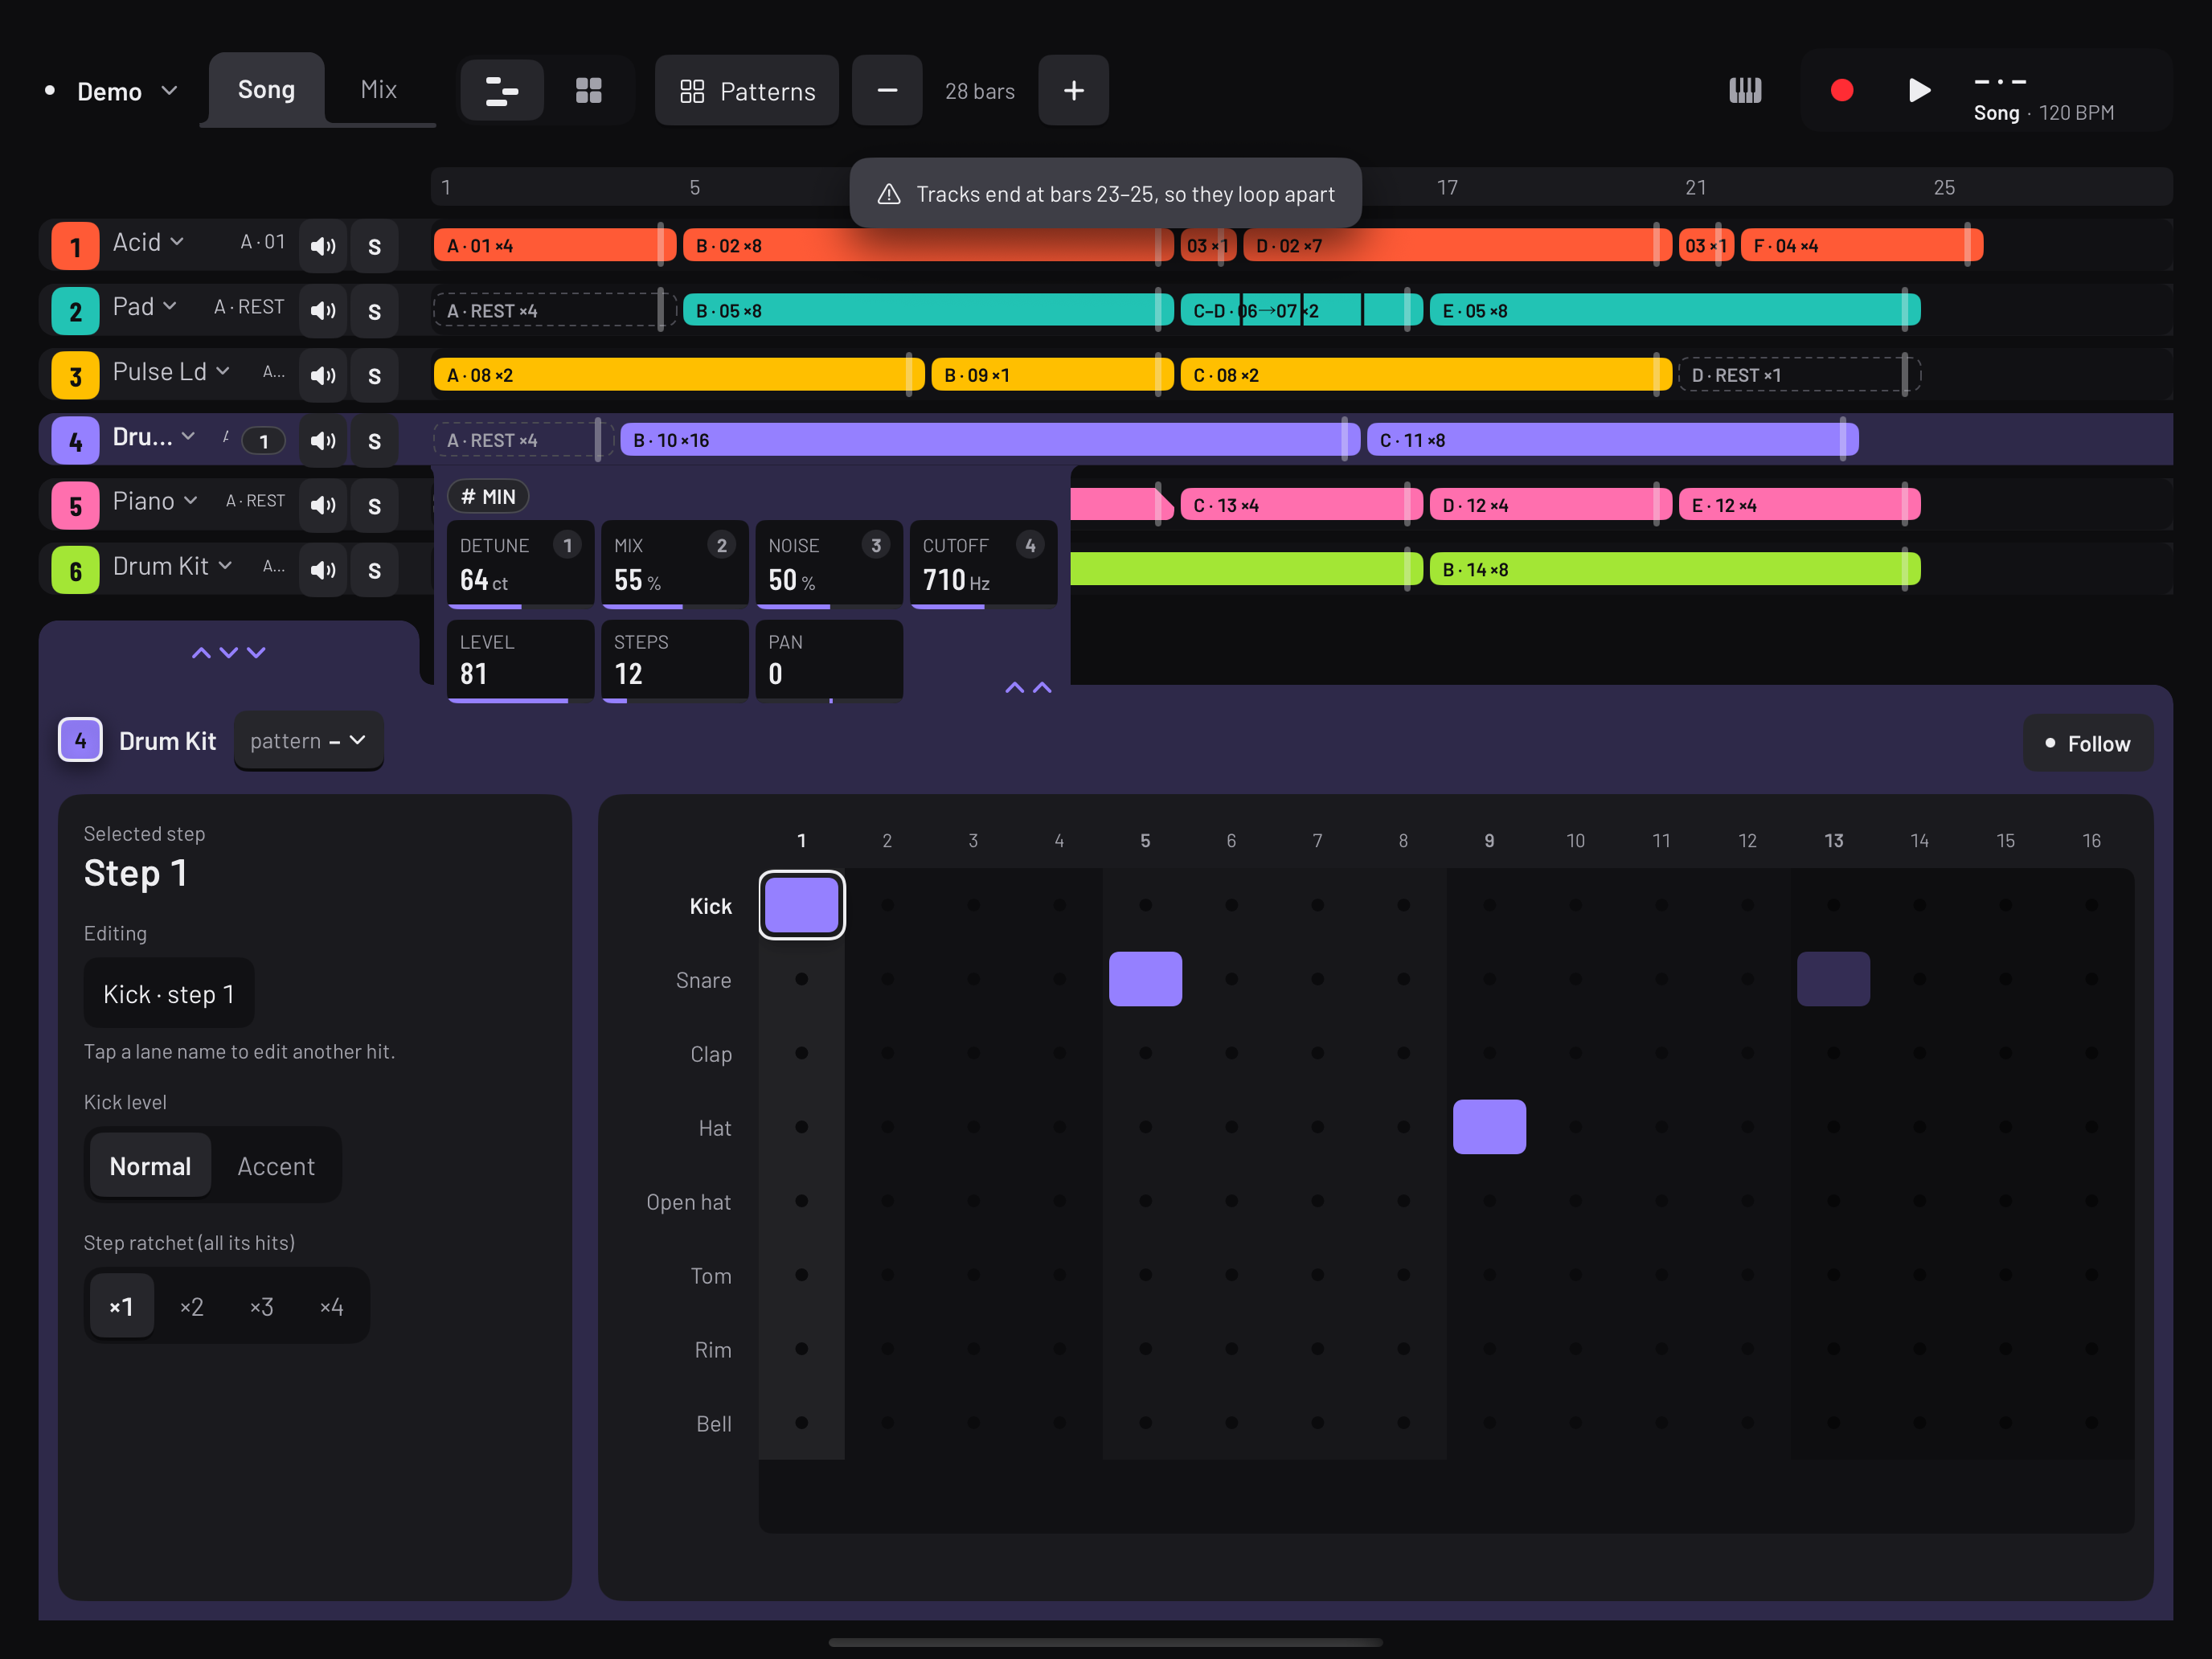 Demo
Song
Mix
Patterns
28 bars
Song · 120 BPM
1 5 17 21 25
Tracks end at bars 23–25, so they loop apart
1 Acid A · 01 S
A · 01 ×4 B · 02 ×8 03 ×1 D · 02 ×7 03 ×1 F · 04 ×4
2 Pad A · REST S
A · REST ×4 B · 05 ×8 C–D · 06→07 ×2 E · 05 ×8
3 Pulse Ld A... S
A · 08 ×2 B · 09 ×1 C · 08 ×2 D · REST ×1
4 Dru... 1 S
A · REST ×4 B · 10 ×16 C · 11 ×8
5 Piano A · REST S
C · 13 ×4 D · 12 ×4 E · 12 ×4
6 Drum Kit A... S
B · 14 ×8
# MIN
DETUNE 1 MIX 2 NOISE 3 CUTOFF 4
64 ct 55 % 50 % 710 Hz
LEVEL STEPS PAN
81 12 0
4 Drum Kit pattern –
Follow
Selected step
Step 1
Editing
Kick · step 1
Tap a lane name to edit another hit.
Kick level
Normal Accent
Step ratchet (all its hits)
×1 ×2 ×3 ×4
1 2 3 4 5 6 7 8 9 10 11 12 13 14 15 16
Kick
Snare
Clap
Hat
Open hat
Tom
Rim
Bell